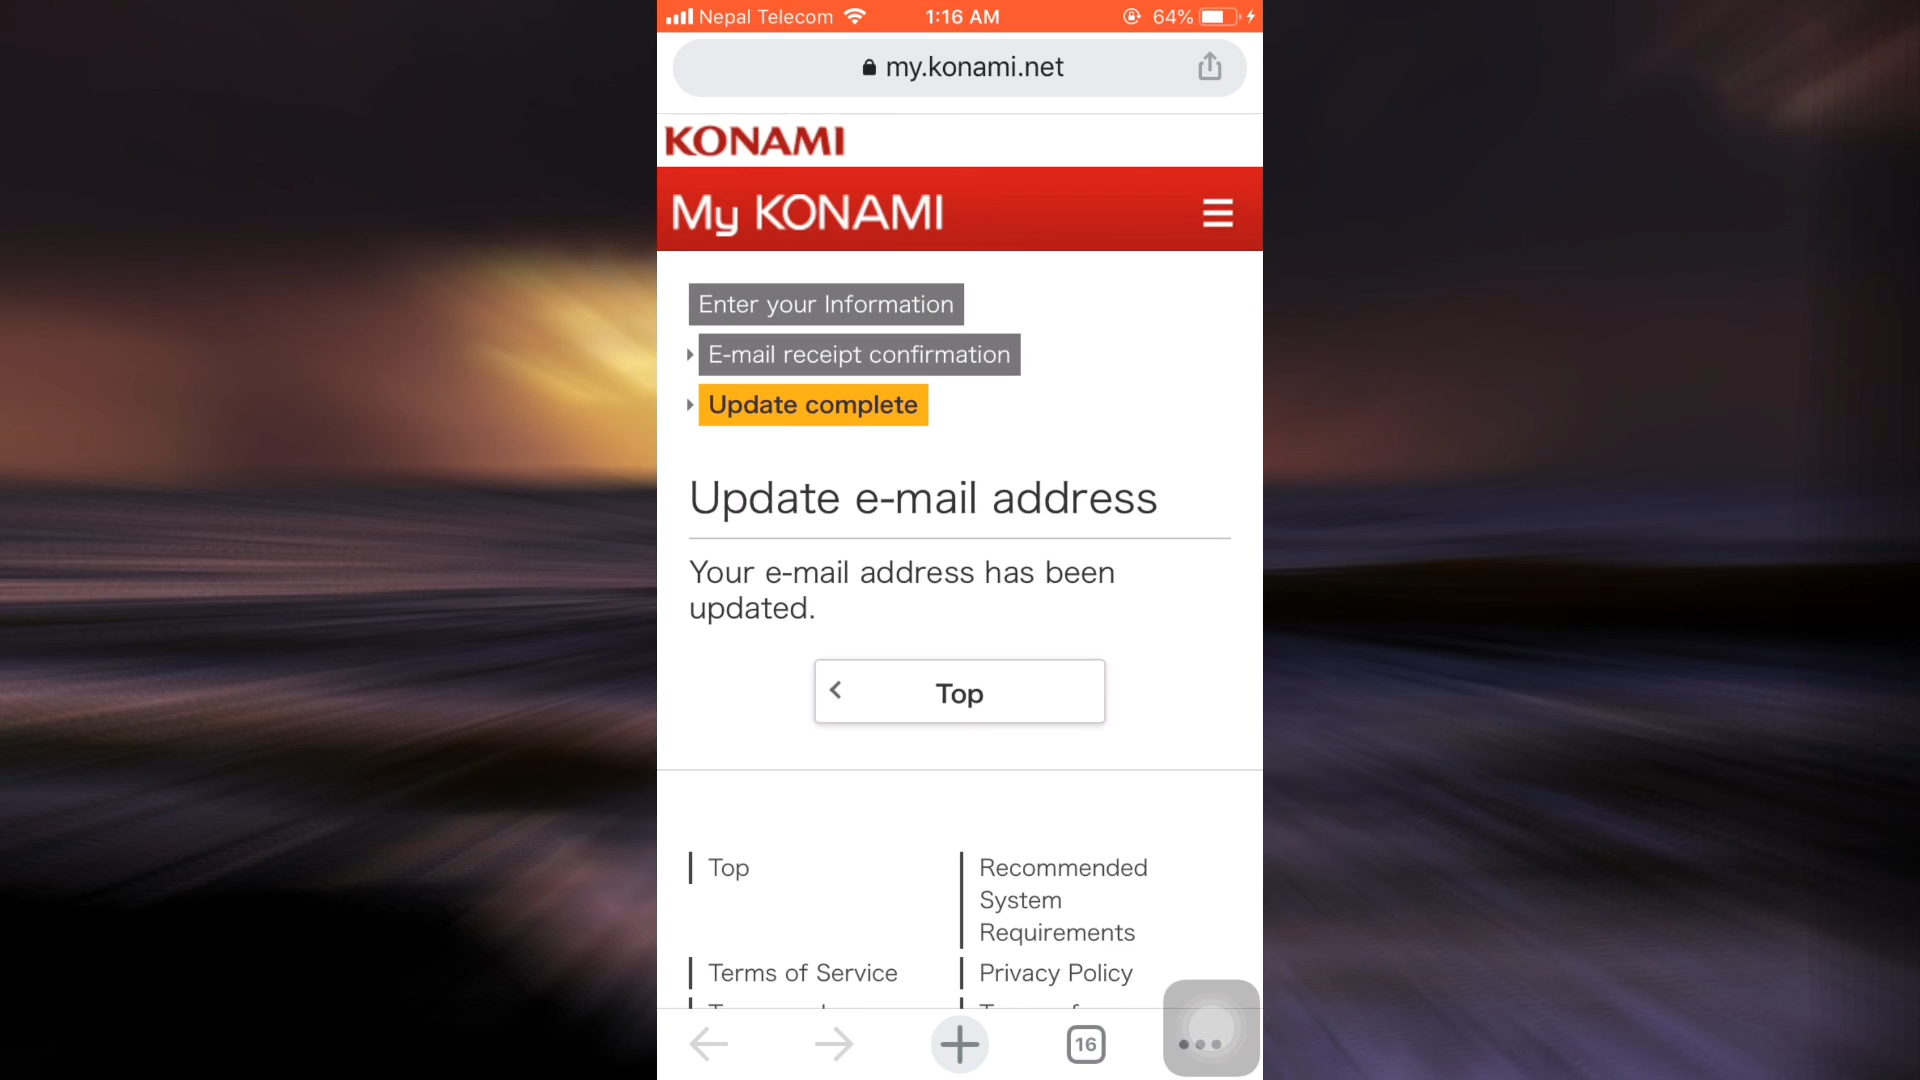 Nepal Telecom
1:16 AM
64%
my.konami.net
KONAMI
My KONAMI
Enter your Information
E-mail receipt confirmation
Update complete
Update e-mail address
Your e-mail address has been
updated.
Top
Top
Recommended
System
Requirements
Terms of Service
Privacy Policy
16